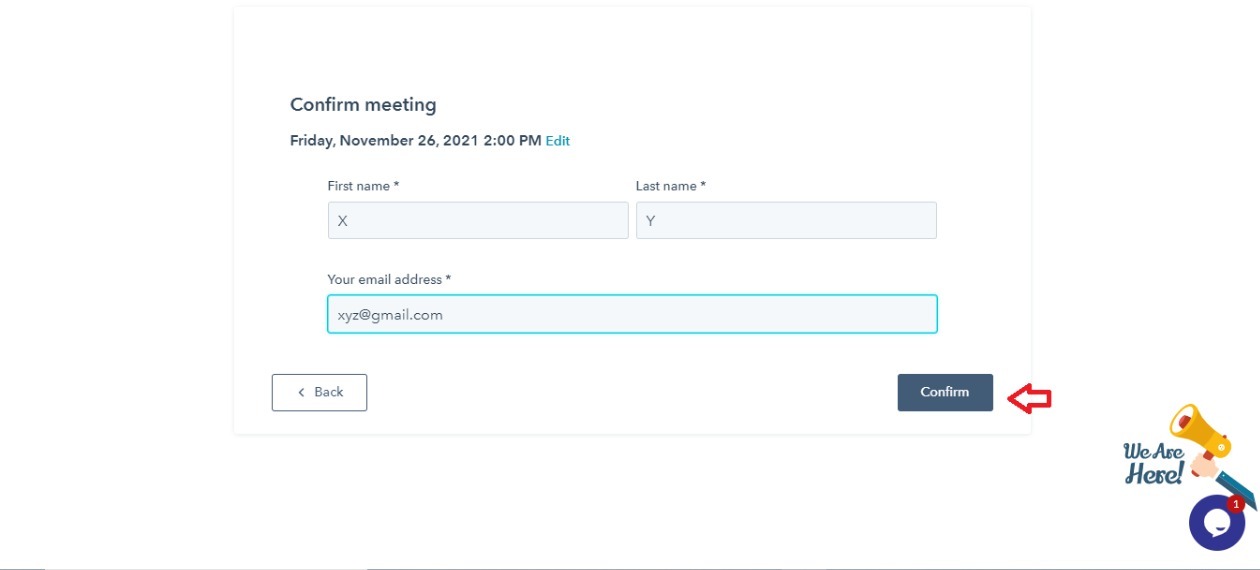 Confirm meeting
Friday, November 26, 2021 2:00 PM Edit
First name * Last name *
X Y
Your email address *
xyz@gmail.com
Back Confirm
We Are
Here!
1